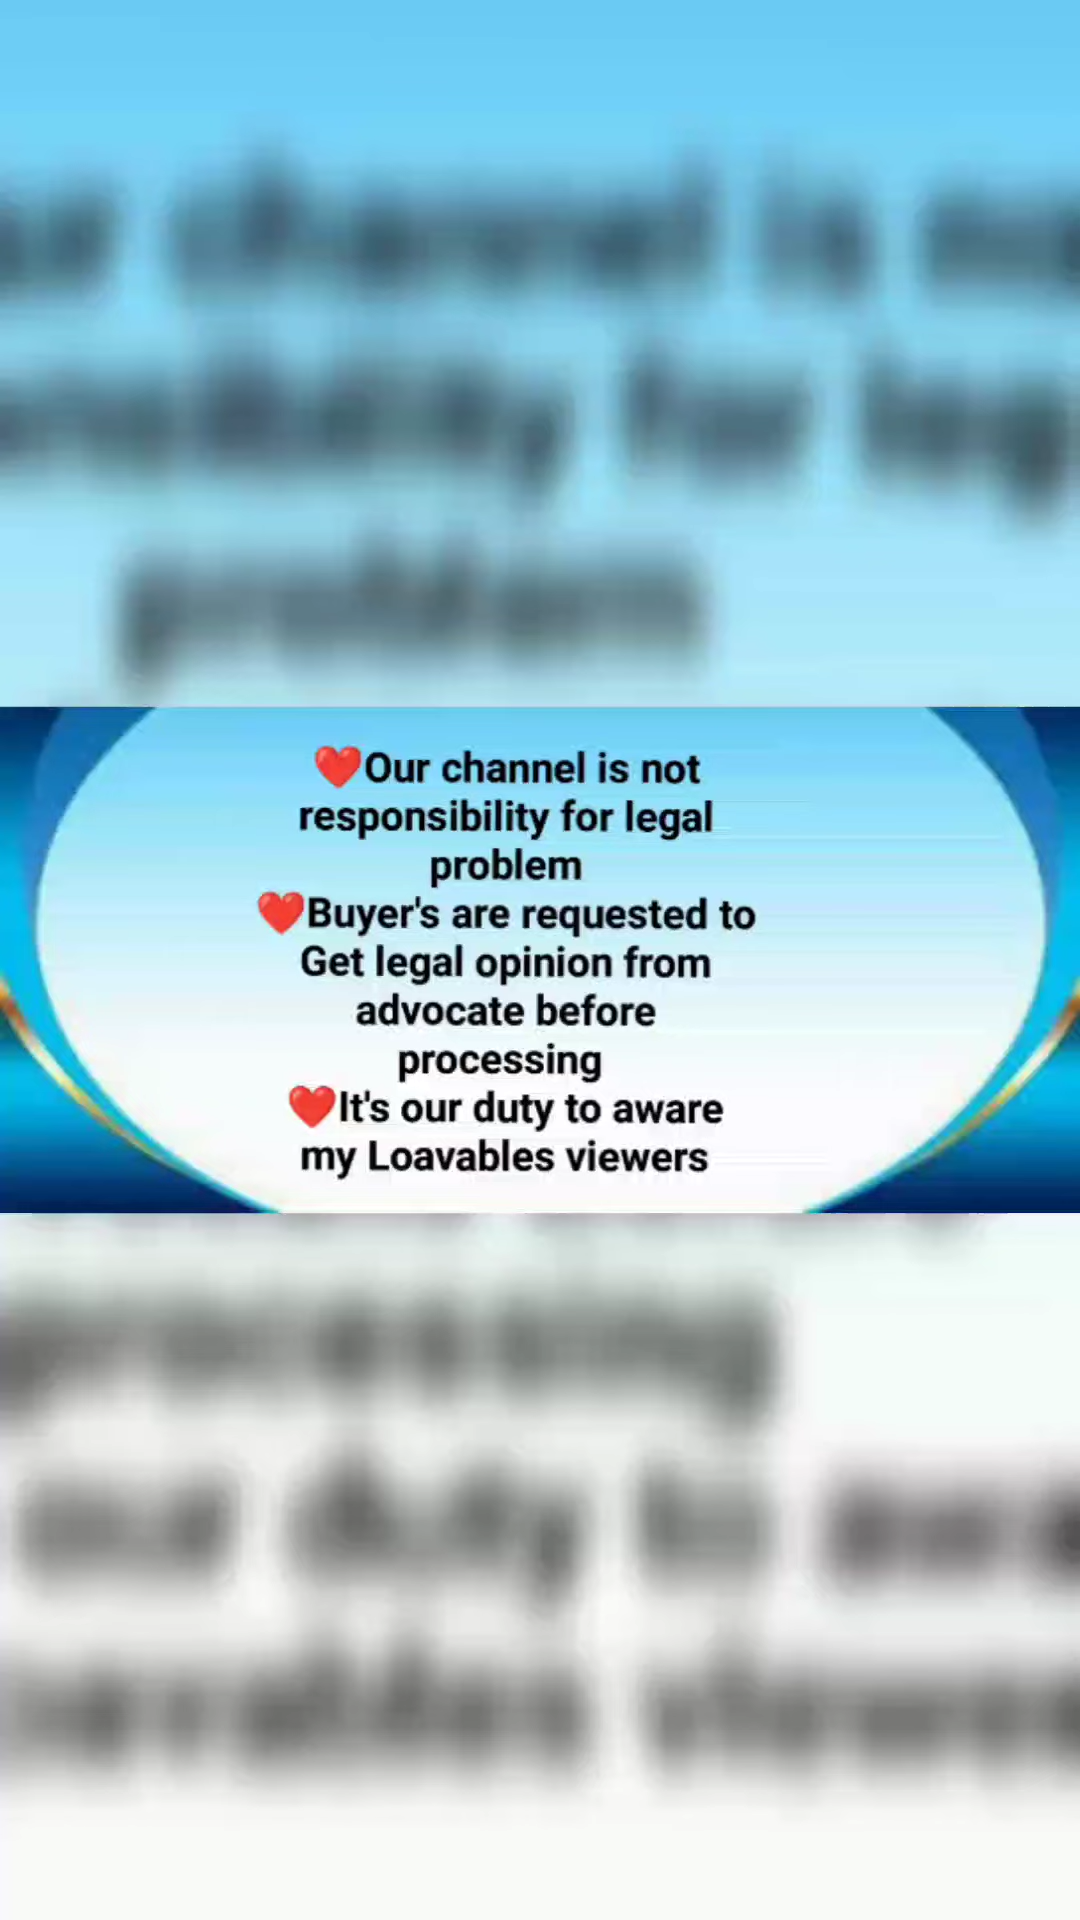 ❤️Our channel is not
responsibility for legal
problem
❤️Buyer's are requested to
Get legal opinion from
advocate before
processing
❤️It's our duty to aware
my Loavables viewers